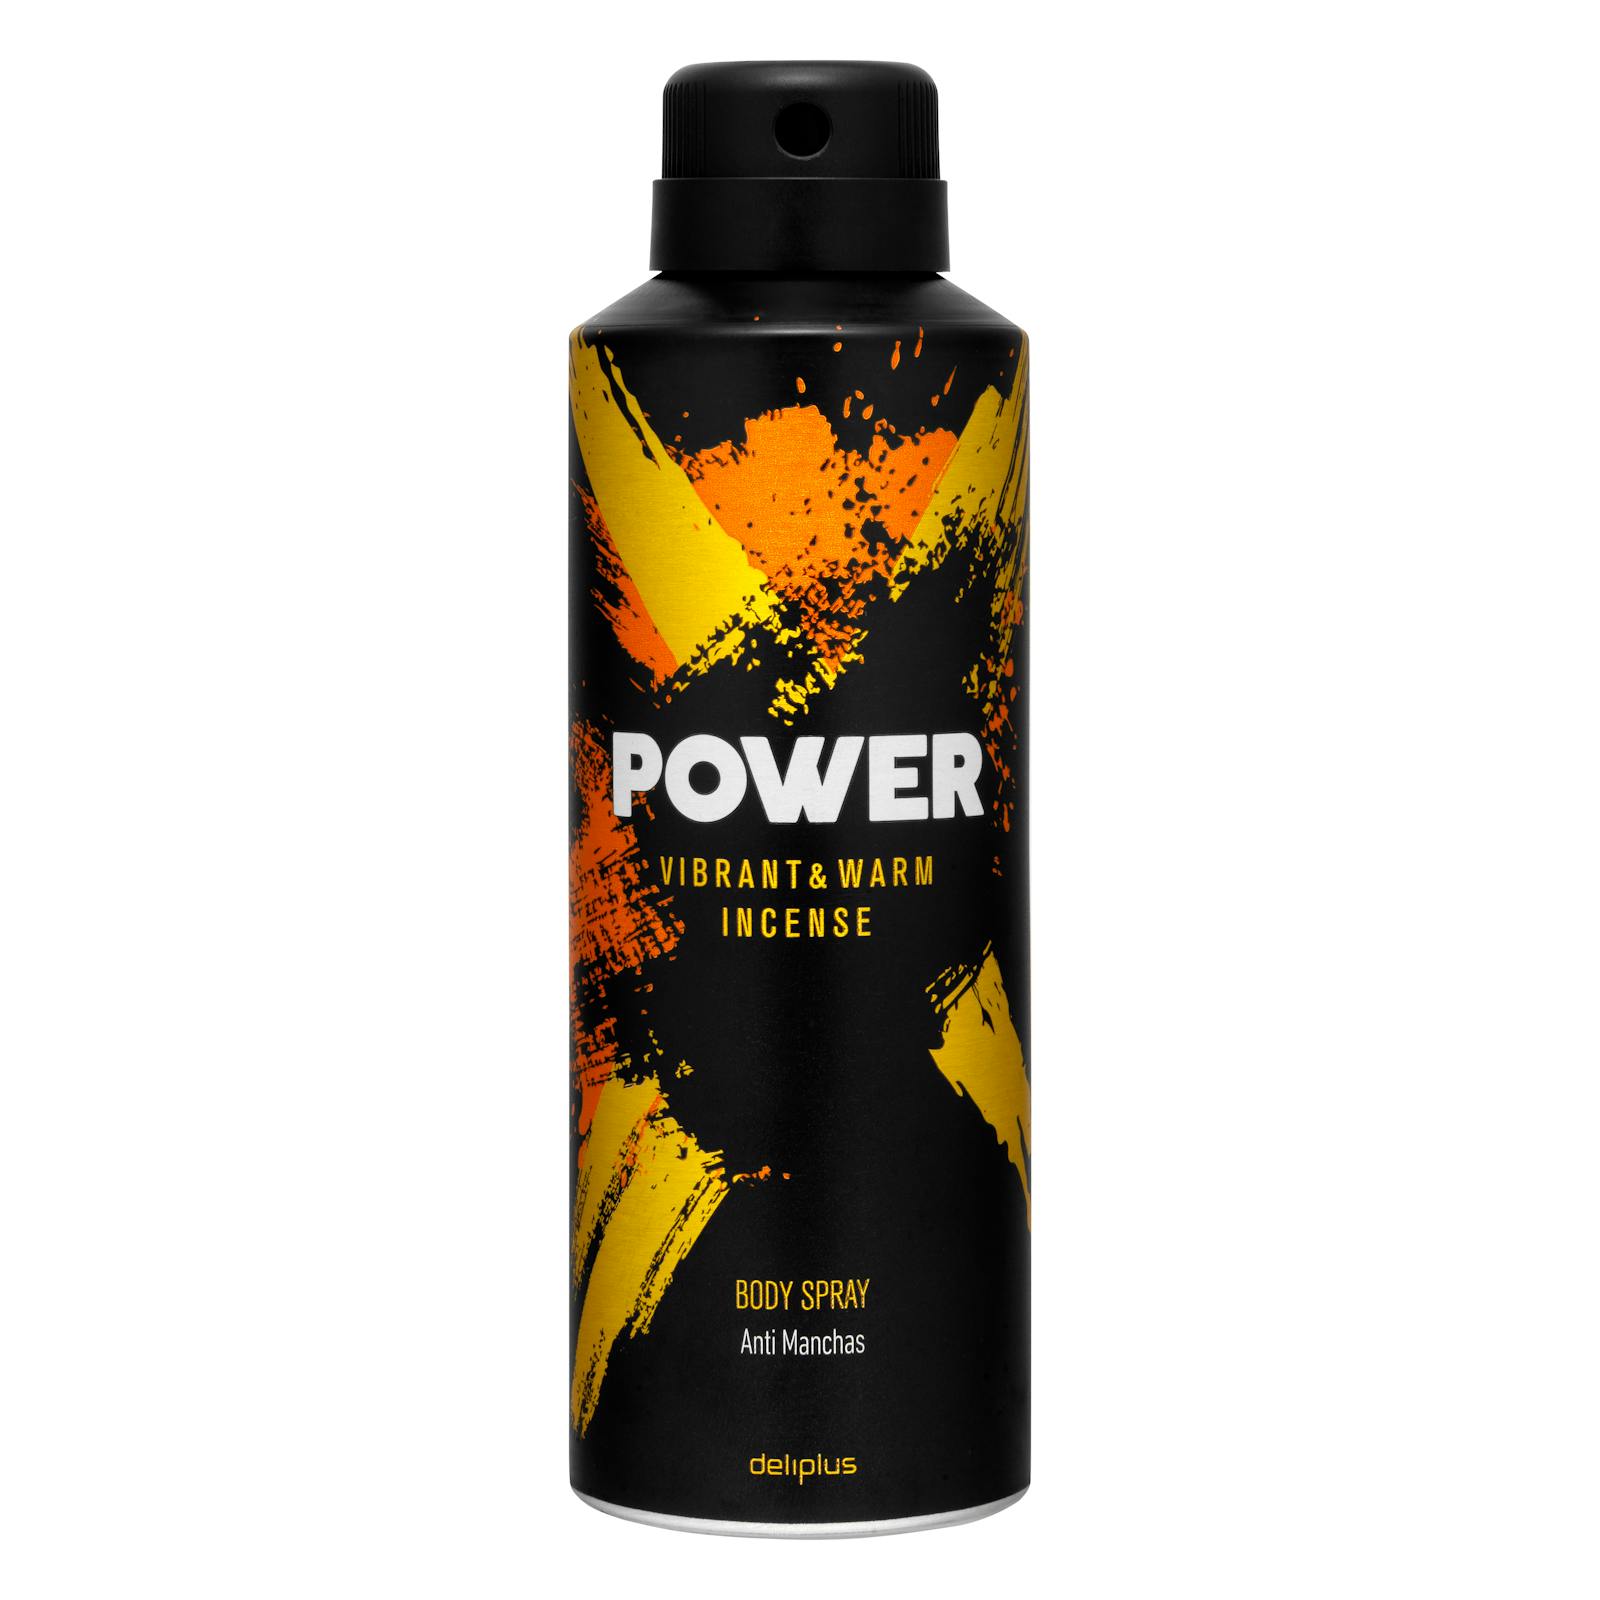 POWER
VIBRANT & WARM
INCENSE
BODY SPRAY
Anti Manchas
deliplus